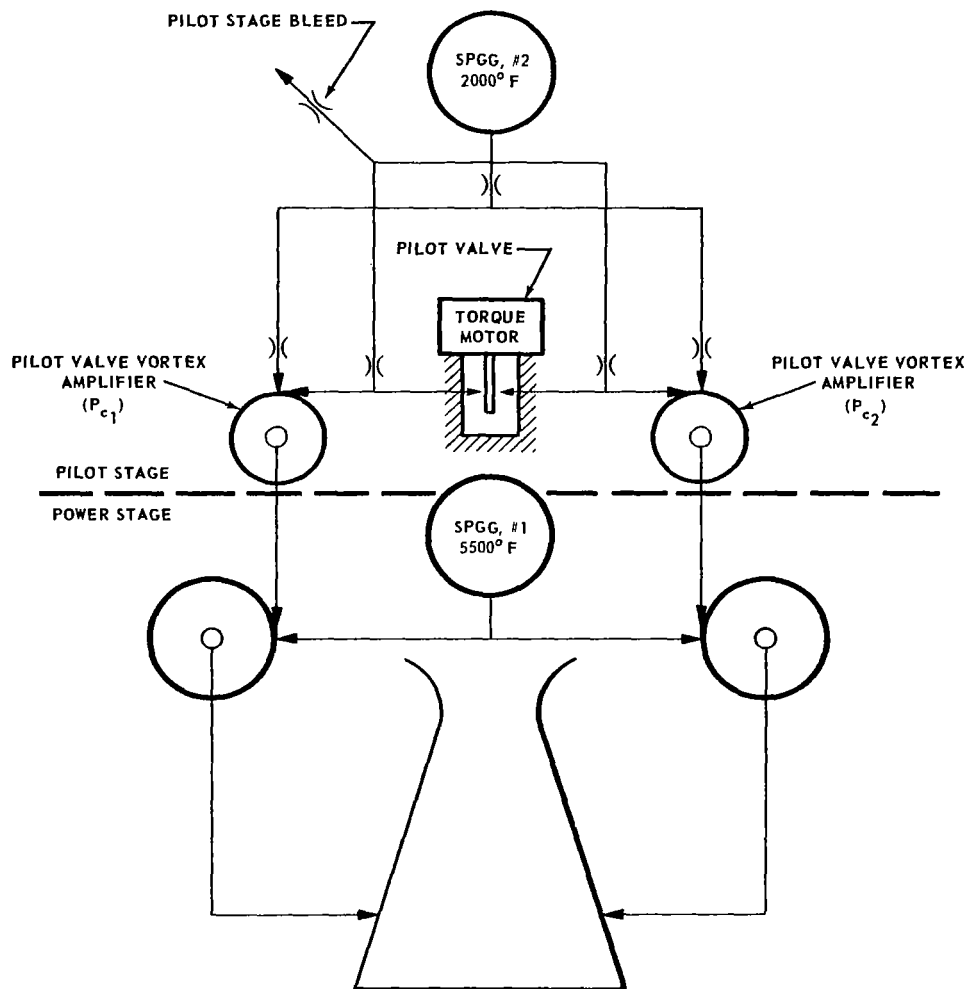 PILOT STAGE BLEED
SPGG, #2
2000° F
PILOT VALVE
TORQUE
MOTOR
PILOT VALVE VORTEX
AMPLIFIER
(Pc1)
PILOT VALVE VORTEX
AMPLIFIER
(Pc2)
PILOT STAGE
POWER STAGE
SPGG, #1
5500° F